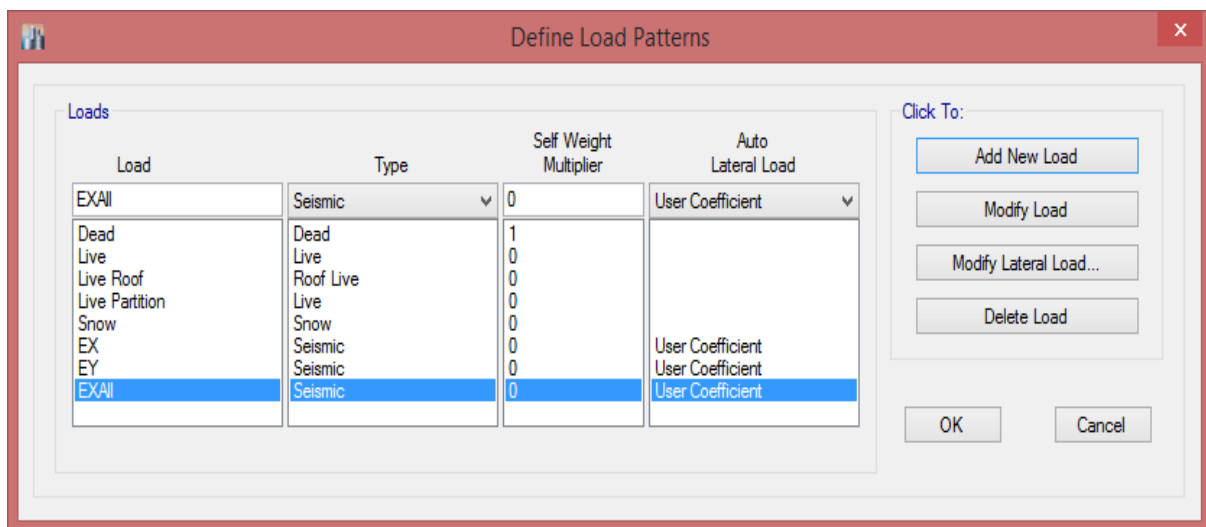 Define Load Patterns
Loads
Click To:
Load Type Self Weight Multiplier Auto Lateral Load
EXAll Seismic 0 User Coefficient
Dead Dead 1
Live Live 0
Live Roof Roof Live 0
Live Partition Live 0
Snow Snow 0
EX Seismic 0 User Coefficient
EY Seismic 0 User Coefficient
EXAll Seismic 0 User Coefficient
Add New Load
Modify Load
Modify Lateral Load...
Delete Load
OK Cancel